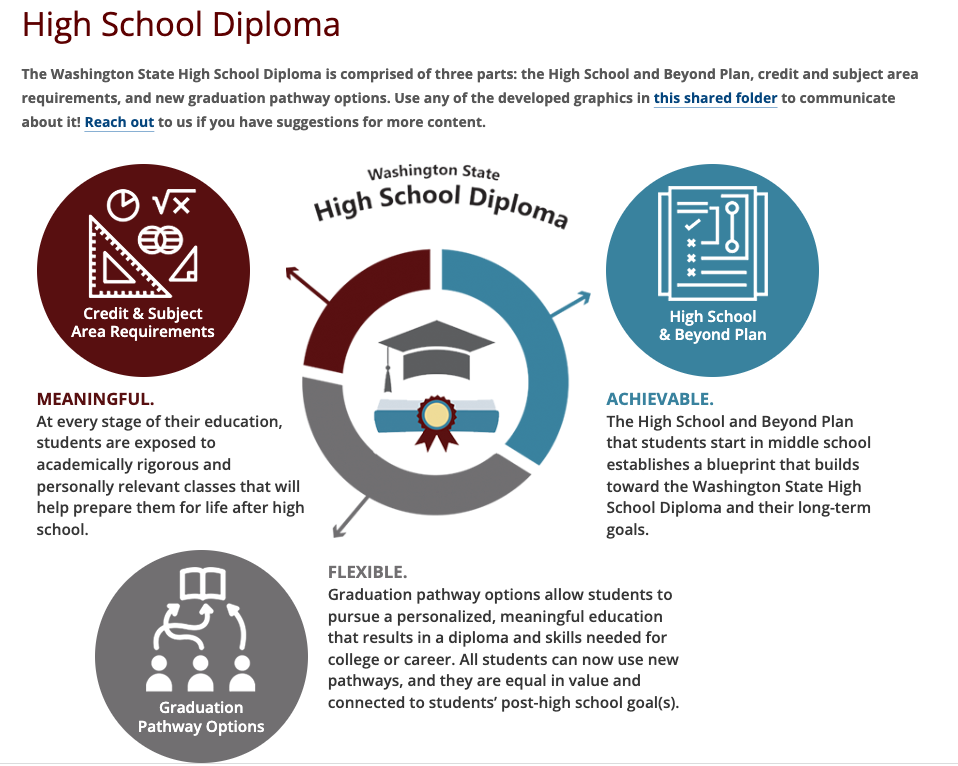 High School Diploma
The Washington State High School Diploma is comprised of three parts: the High School and Beyond Plan, credit and subject area
requirements, and new graduation pathway options. Use any of the developed graphics in this shared folder to communicate
about it! Reach out to us if you have suggestions for more content.
Washington State
High School Diploma
√x
Credit & Subject
Area Requirements
High School
& Beyond Plan
MEANINGFUL.
At every stage of their education,
students are exposed to
academically rigorous and
personally relevant classes that will
help prepare them for life after high
school.
ACHIEVABLE.
The High School and Beyond Plan
that students start in middle school
establishes a blueprint that builds
toward the Washington State High
School Diploma and their long-term
goals.
FLEXIBLE.
Graduation pathway options allow students to
pursue a personalized, meaningful education
that results in a diploma and skills needed for
college or career. All students can now use new
pathways, and they are equal in value and
connected to students’ post-high school goal(s).
Graduation
Pathway Options